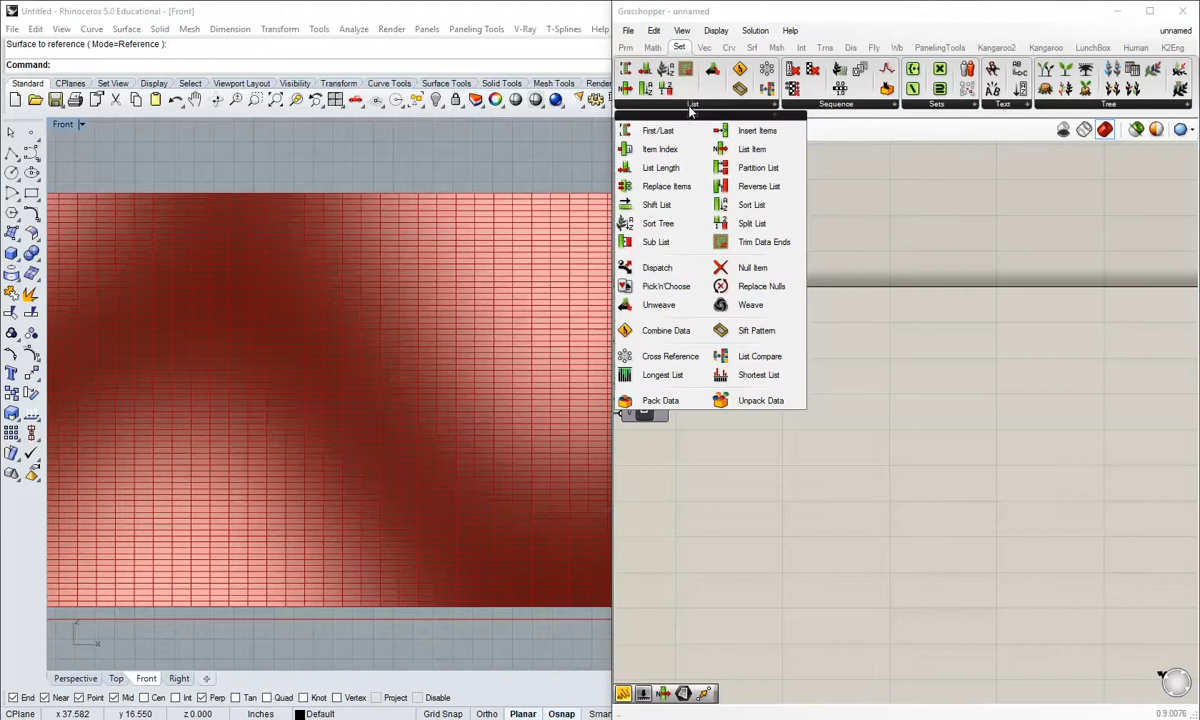 Untitled - Rhinoceros 5.0 Educational - [Front]
File Edit View Curve Surface Solid Mesh Dimension Transform Tools Analyze Render Panels T-Splines V-Ray Help
Surface to reference ( Mode=Reference ):
Command:
Standard CPlanes Set View Display Select Viewport Layout Visibility Transform Curve Tools Surface Tools Solid Tools Mesh Tools
Front
z
x
Perspective Top Front Right
End Near Point Mid Cen Int Perp Tan Quad Knot Vertex Project Disable
CPlane x 37.582 y 16.550 z 0.000 Inches Default Grid Snap Ortho Planar Osnap Smar
Grasshopper - unnamed
File Edit View Display Solution Help unnamed
Prm Math Set Vec Crv Srf Msh Int Trns Dis Fly Wb PanelingTools Kangaroo2 Kangaroo LunchBox Human K2Eng
List Sequence Sets Text Tree
First/Last Insert Items
Item Index List Item
List Length Partition List
Replace Items Reverse List
Shift List Sort List
Sort Tree Split List
Sub List Trim Data Ends
Dispatch Null Item
Pick'n'Choose Replace Nulls
Unweave Weave
Combine Data Sift Pattern
Cross Reference List Compare
Longest List Shortest List
Pack Data Unpack Data
V
0.9.0076